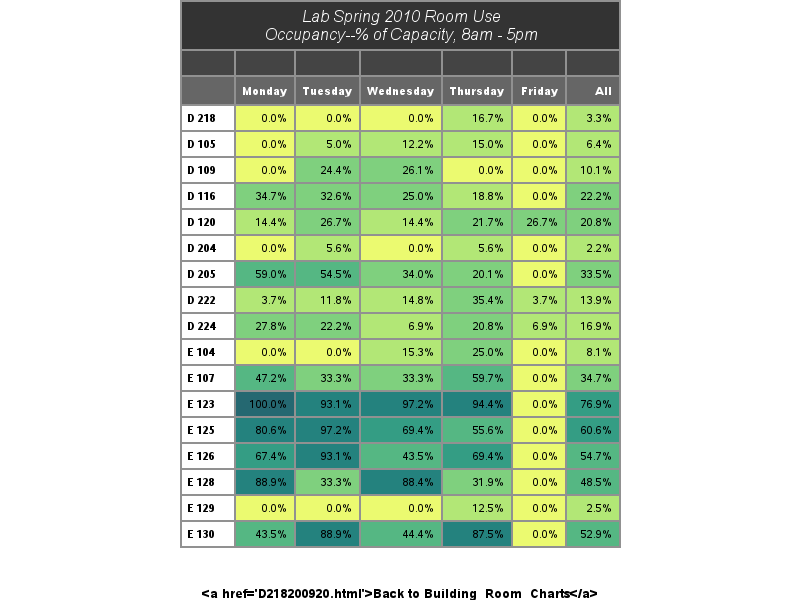 Lab Spring 2010 Room Use
Occupancy--% of Capacity, 8am - 5pm
Monday Tuesday Wednesday Thursday Friday All
D 218 0.0% 0.0% 0.0% 16.7% 0.0% 3.3%
D 105 0.0% 5.0% 12.2% 15.0% 0.0% 6.4%
D 109 0.0% 24.4% 26.1% 0.0% 0.0% 10.1%
D 116 34.7% 32.6% 25.0% 18.8% 0.0% 22.2%
D 120 14.4% 26.7% 14.4% 21.7% 26.7% 20.8%
D 204 0.0% 5.6% 0.0% 5.6% 0.0% 2.2%
D 205 59.0% 54.5% 34.0% 20.1% 0.0% 33.5%
D 222 3.7% 11.8% 14.8% 35.4% 3.7% 13.9%
D 224 27.8% 22.2% 6.9% 20.8% 6.9% 16.9%
E 104 0.0% 0.0% 15.3% 25.0% 0.0% 8.1%
E 107 47.2% 33.3% 33.3% 59.7% 0.0% 34.7%
E 123 100.0% 93.1% 97.2% 94.4% 0.0% 76.9%
E 125 80.6% 97.2% 69.4% 55.6% 0.0% 60.6%
E 126 67.4% 93.1% 43.5% 69.4% 0.0% 54.7%
E 128 88.9% 33.3% 88.4% 31.9% 0.0% 48.5%
E 129 0.0% 0.0% 0.0% 12.5% 0.0% 2.5%
E 130 43.5% 88.9% 44.4% 87.5% 0.0% 52.9%
<a href='D218200920.html'>Back to Building_Room_Charts</a>